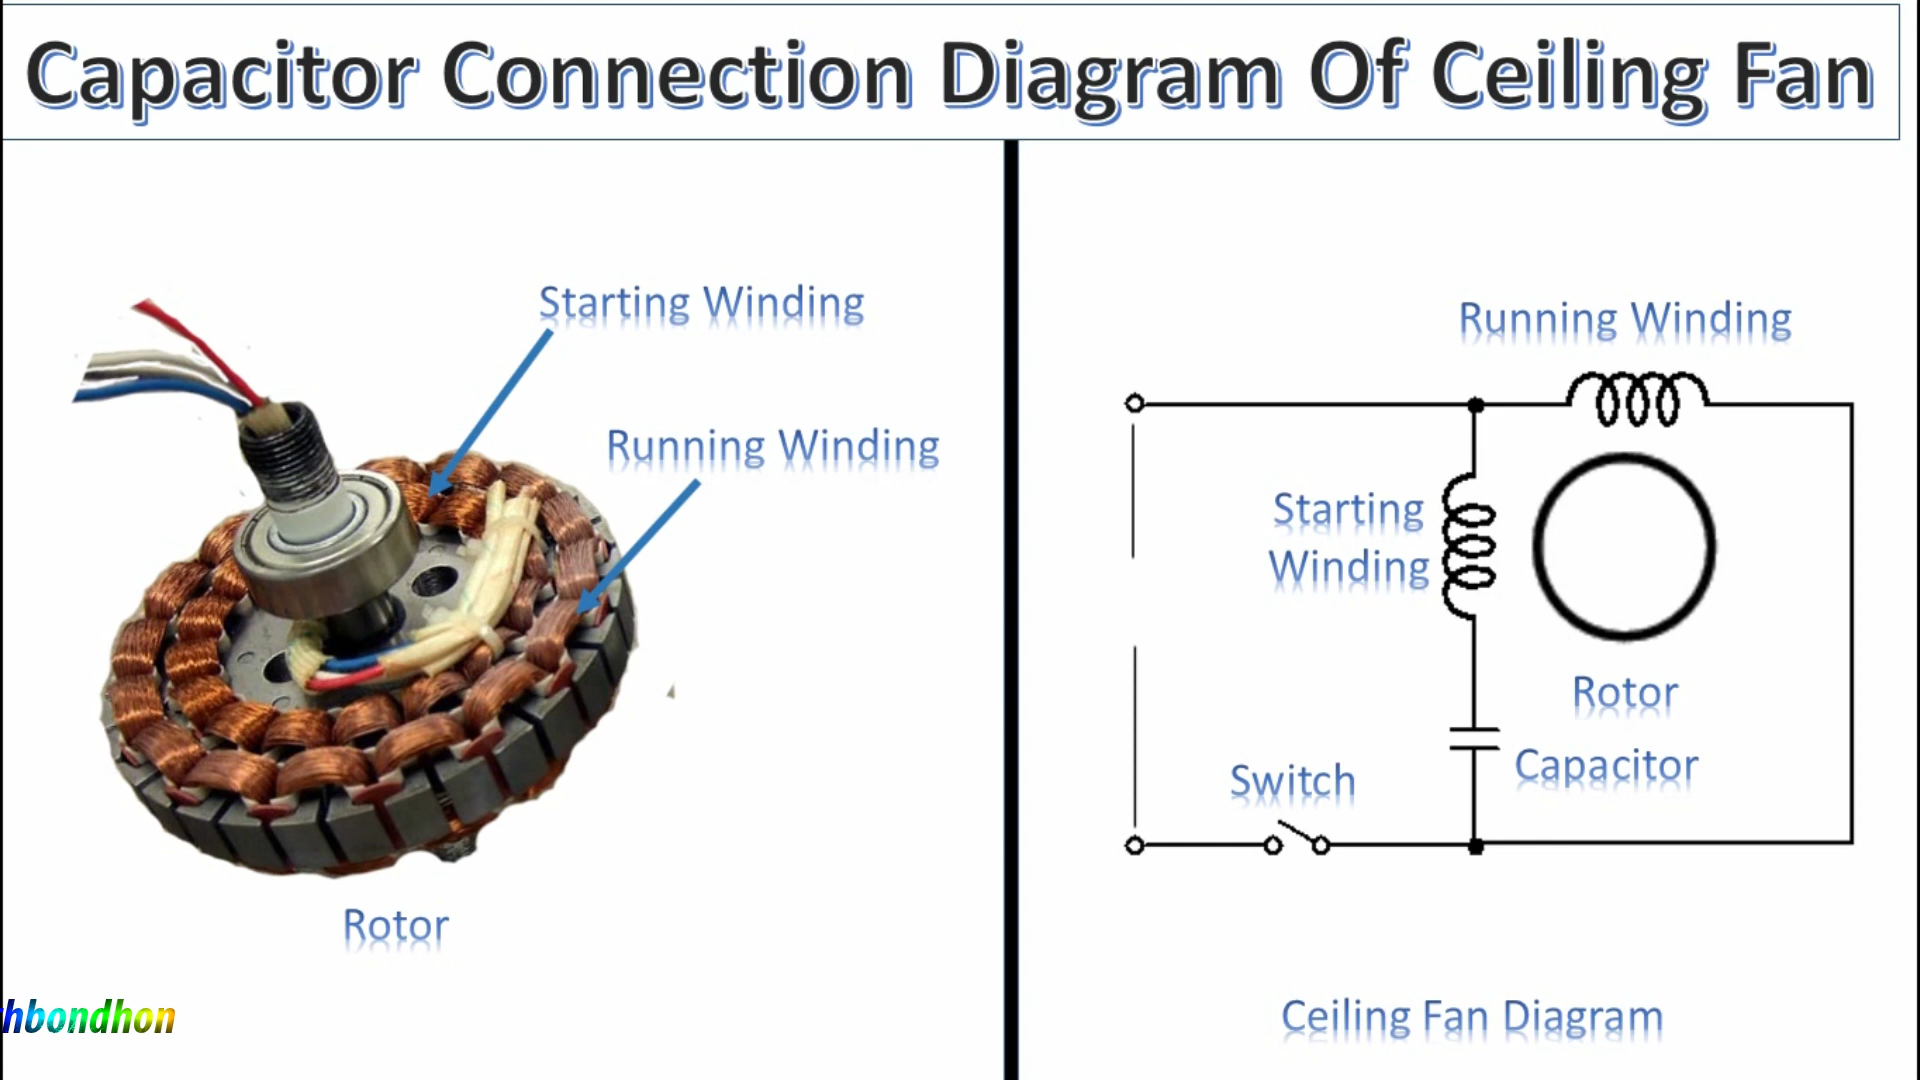 Capacitor Connection Diagram Of Ceiling Fan
Starting Winding
Running Winding
Rotor
hbondhon
Running Winding
Starting
Winding
Rotor
Capacitor
Switch
Ceiling Fan Diagram